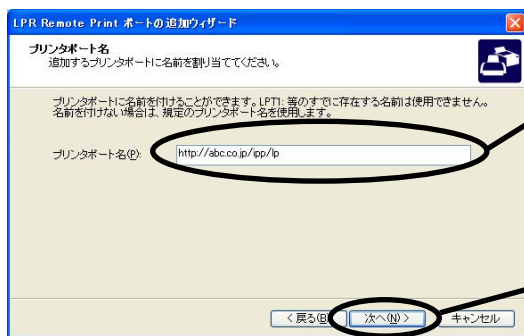 LPR Remote Print ポートの追加ウィザード
プリンタポート名
追加するプリンタポートに名前を割り当ててください。
プリンタポートに名前を付けることができます。LPT1: 等のすでに存在する名前は使用できません。
名前を付けない場合は、規定のプリンタポート名を使用します。
プリンタポート名(P):
http://abc.co.jp/ipp/lp
< 戻る(B)
次へ(N) >
キャンセル